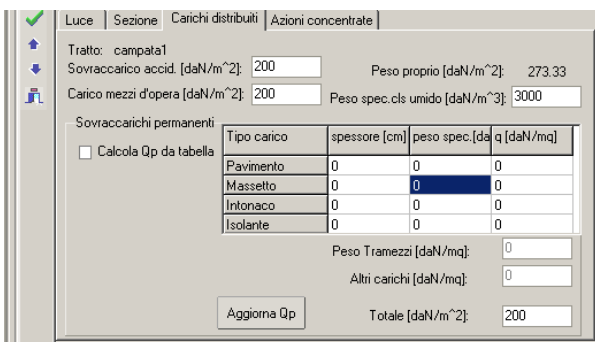 Luce Sezione Carichi distribuiti Azioni concentrate
Tratto: campata1
Sovraccarico accid. [daN/m^2]: 200 Peso proprio [daN/m^2]: 273.33
Carico mezzi d'opera [daN/m^2]: 200 Peso spec.cls umido [daN/m^3]: 3000
Sovraccarichi permanenti
Calcola Qp da tabella
Tipo carico spessore [cm] peso spec.[da q [daN/mq]
Pavimento 0 0 0
Massetto 0 0 0
Intonaco 0 0 0
Isolante 0 0 0
Peso Tramezzi [daN/mq]: 0
Altri carichi [daN/mq]: 0
Aggiorna Qp Totale [daN/m^2]: 200